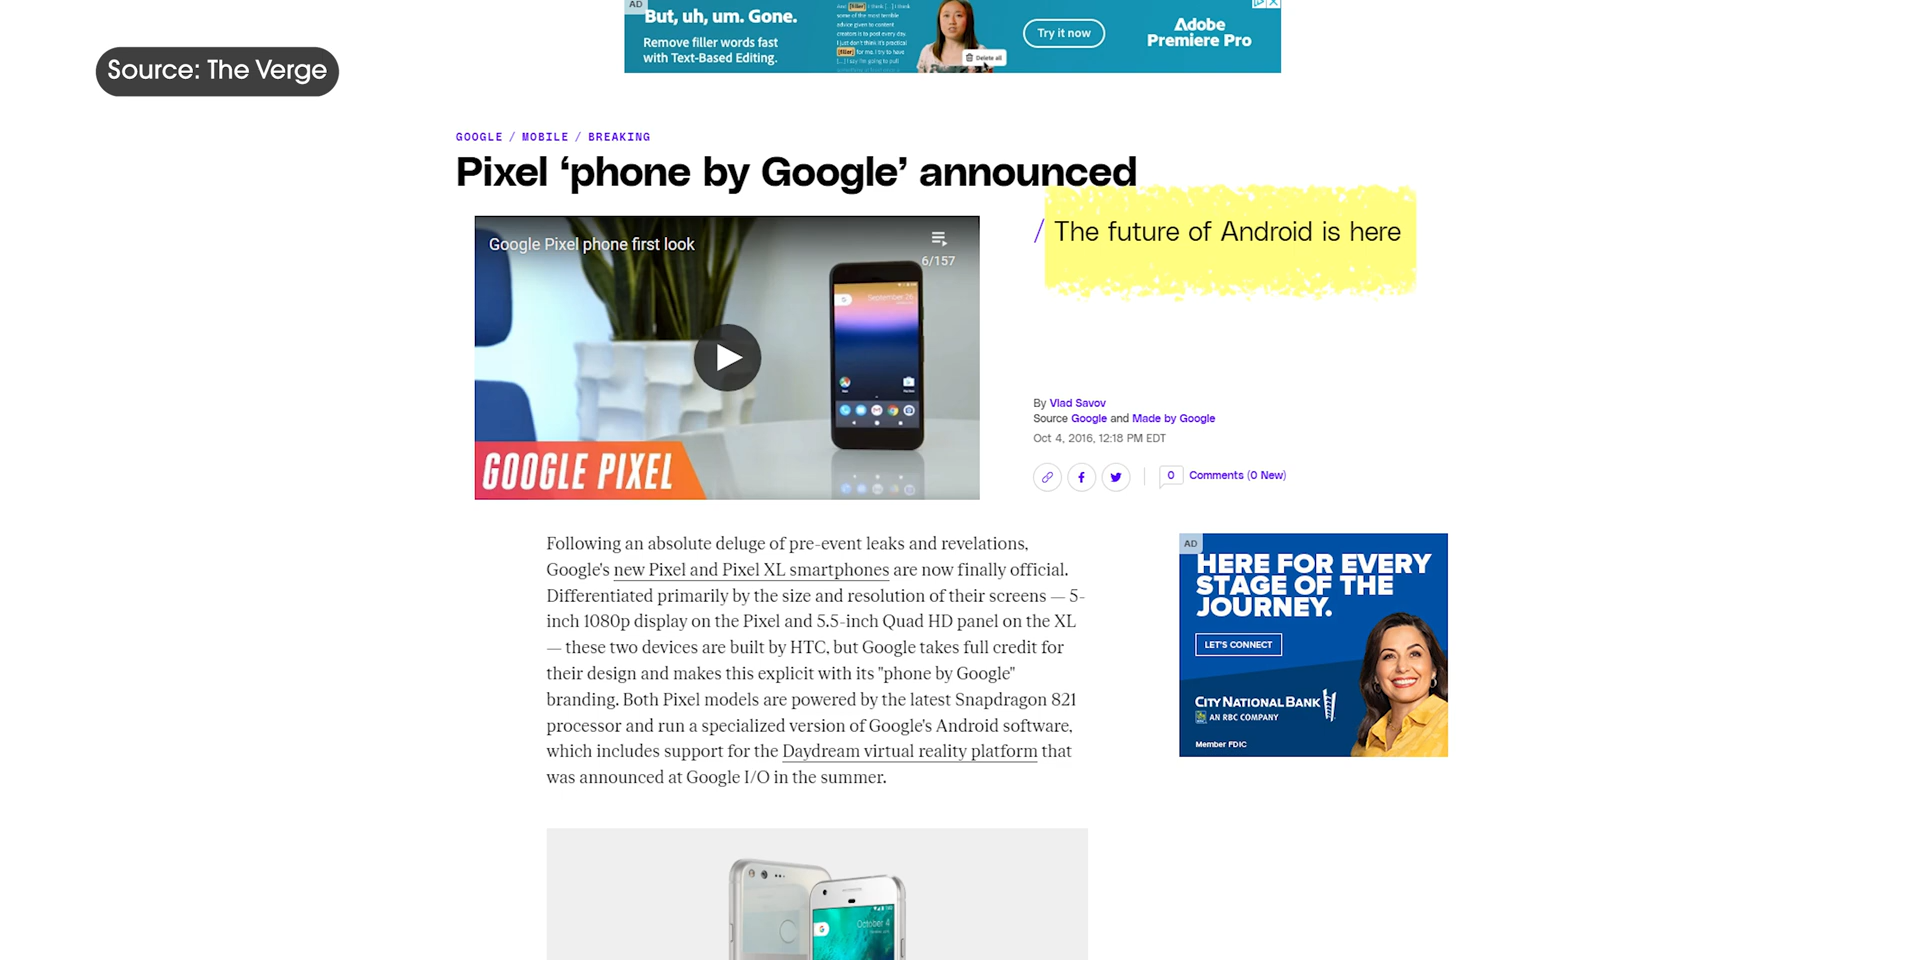 AD
But, uh, um. Gone.
Remove filler words fast
with Text-Based Editing.
Delete all
Try it now
Adobe
Premiere Pro
Source: The Verge
GOOGLE / MOBILE / BREAKING
Pixel ‘phone by Google’ announced
/ The future of Android is here
Google Pixel phone first look
6/157
September 26
GOOGLE PIXEL
By Vlad Savov
Source Google and Made by Google
Oct 4, 2016, 12:18 PM EDT
0 Comments (0 New)
Following an absolute deluge of pre-event leaks and revelations,
Google's new Pixel and Pixel XL smartphones are now finally official.
Differentiated primarily by the size and resolution of their screens — 5-
inch 1080p display on the Pixel and 5.5-inch Quad HD panel on the XL
— these two devices are built by HTC, but Google takes full credit for
their design and makes this explicit with its "phone by Google"
branding. Both Pixel models are powered by the latest Snapdragon 821
processor and run a specialized version of Google's Android software,
which includes support for the Daydream virtual reality platform that
was announced at Google I/O in the summer.
AD
HERE FOR EVERY
STAGE OF THE
JOURNEY.
LET'S CONNECT
CITY NATIONAL BANK
AN RBC COMPANY
Member FDIC
October 4